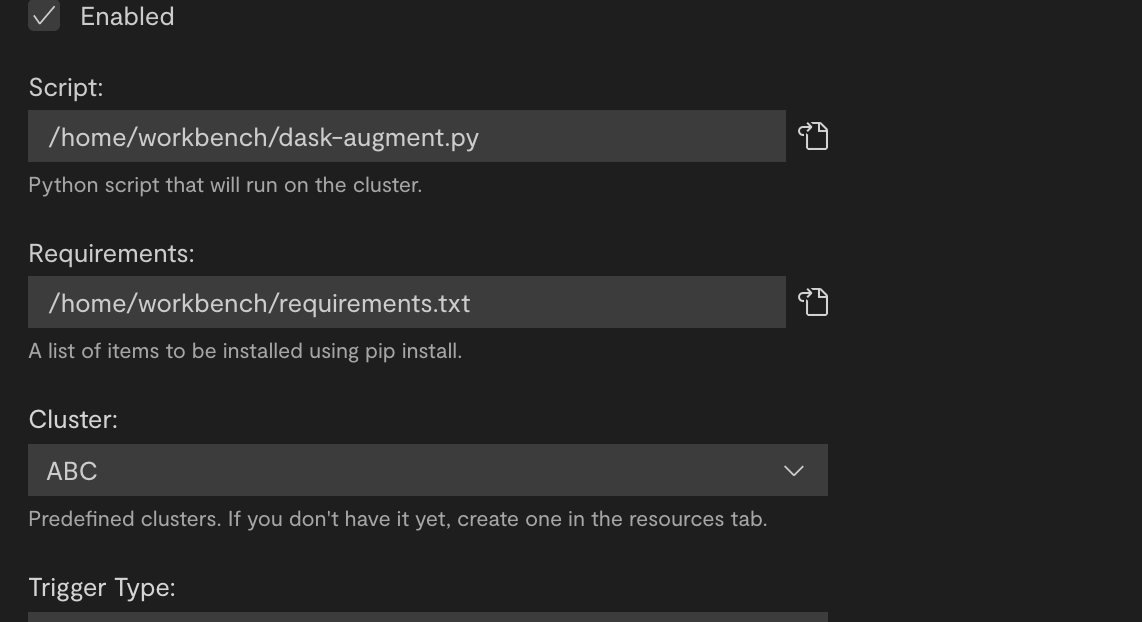 Enabled
Script:
/home/workbench/dask-augment.py
Python script that will run on the cluster.
Requirements:
/home/workbench/requirements.txt
A list of items to be installed using pip install.
Cluster:
ABC
Predefined clusters. If you don't have it yet, create one in the resources tab.
Trigger Type: